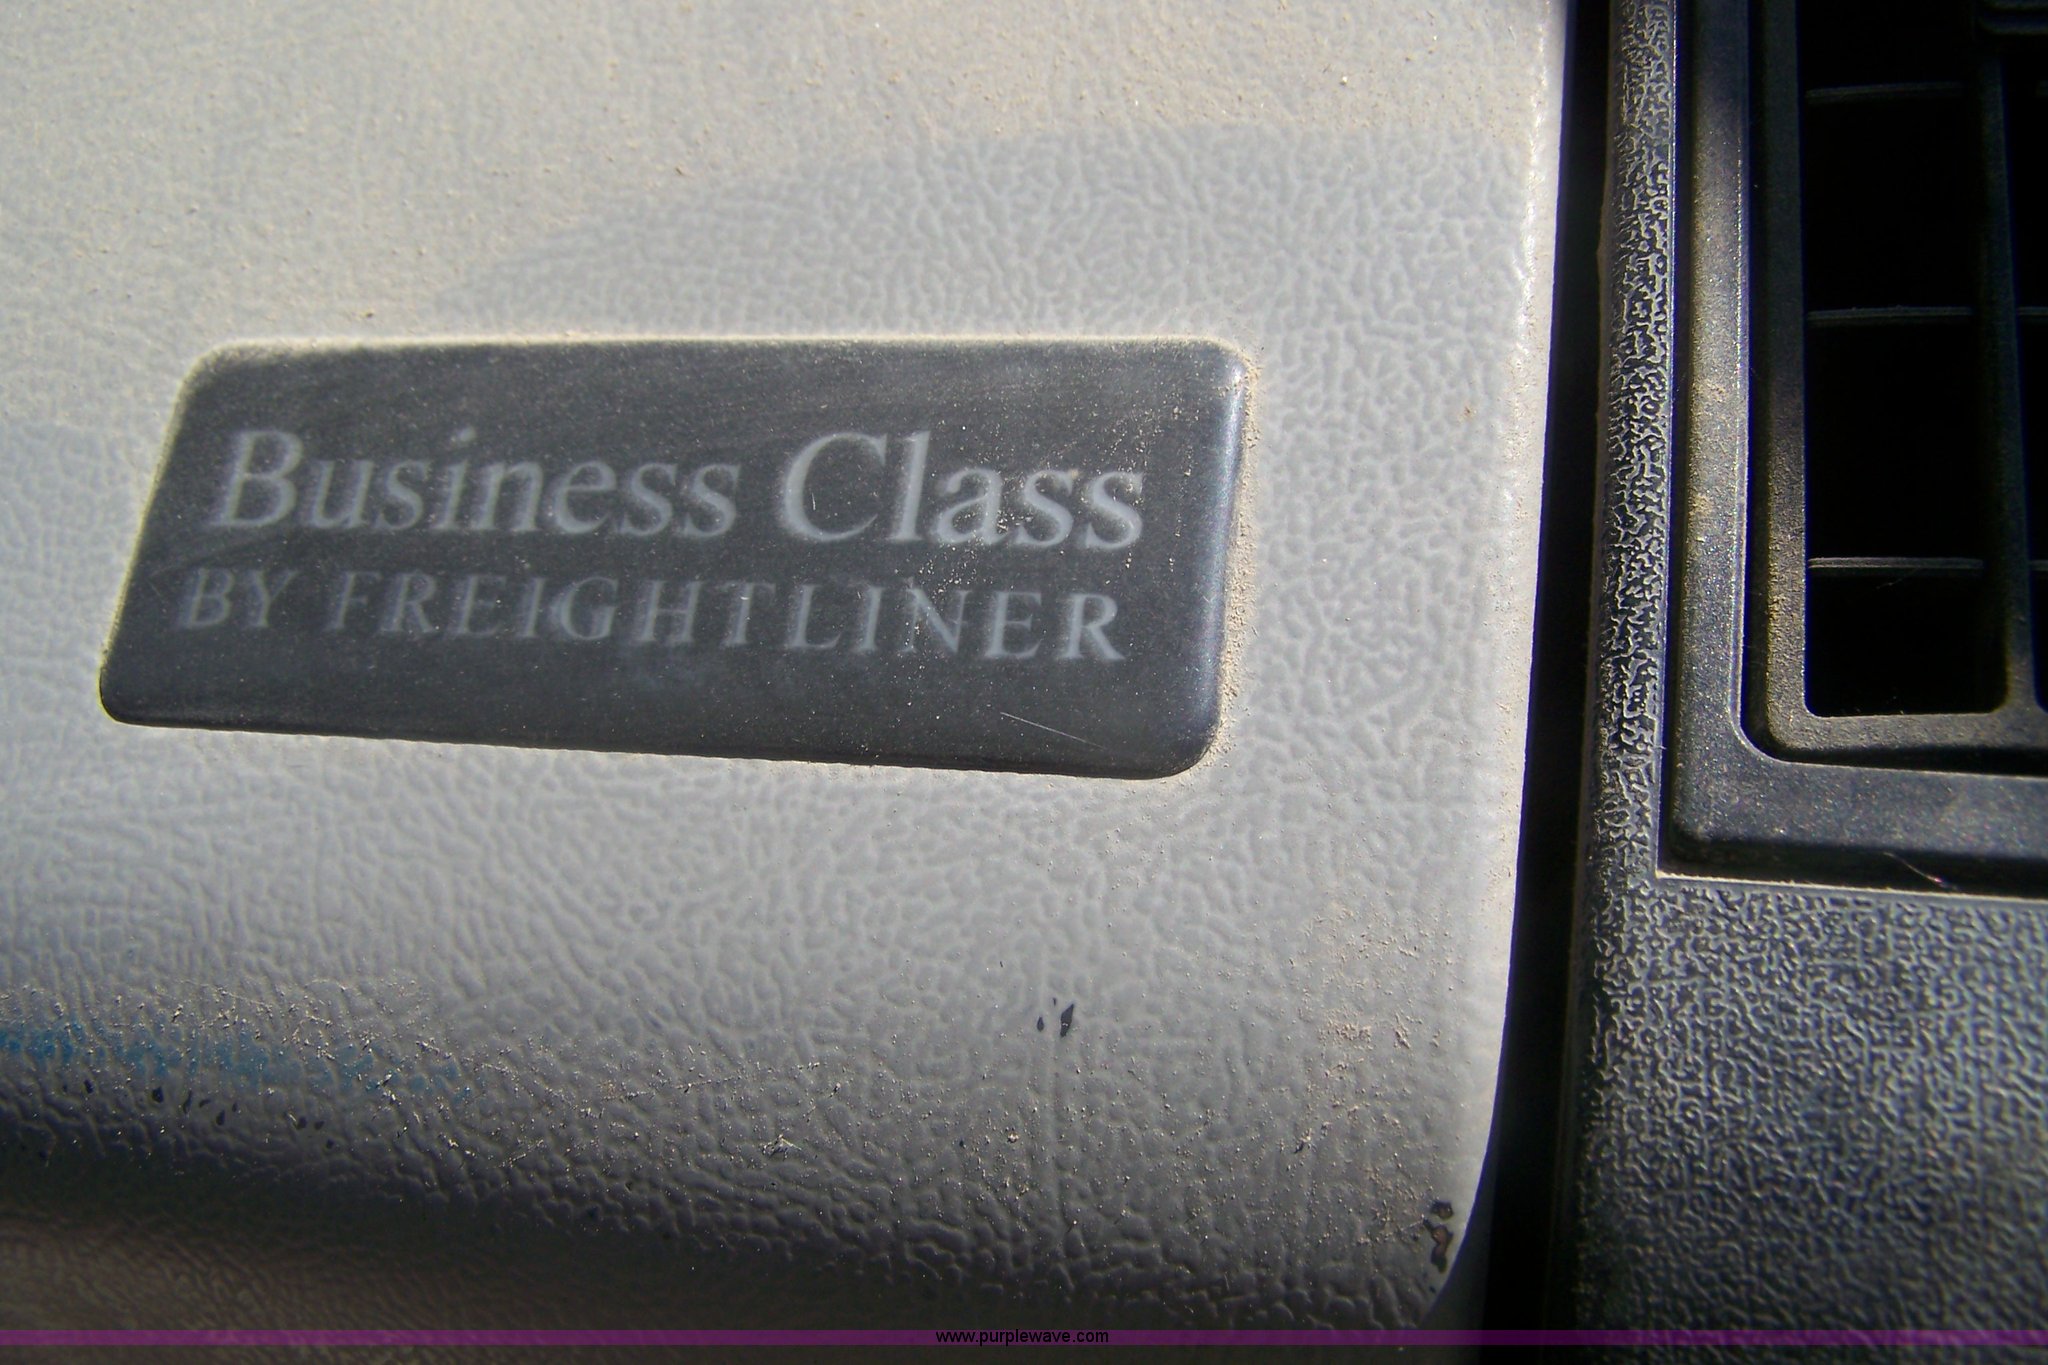 Business Class
BY FREIGHTLINER
www.purplewave.com